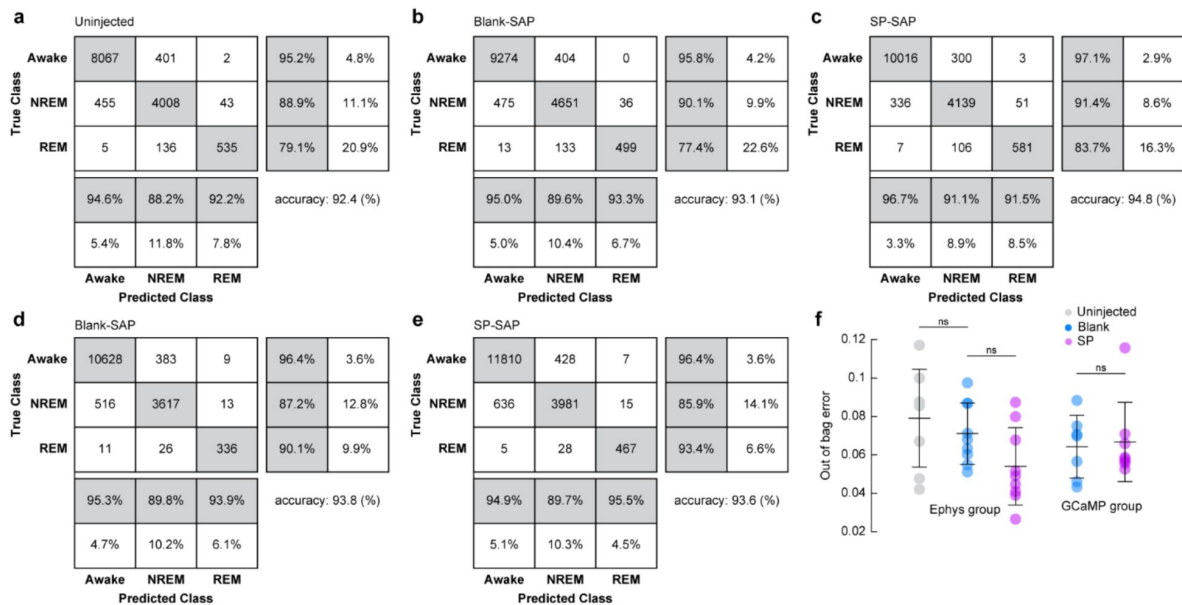 a
Uninjected
True Class
Awake 8067 401 2 95.2% 4.8%
NREM 455 4008 43 88.9% 11.1%
REM 5 136 535 79.1% 20.9%
94.6% 88.2% 92.2% accuracy: 92.4 (%)
5.4% 11.8% 7.8%
Awake NREM REM
Predicted Class
b
Blank-SAP
True Class
Awake 9274 404 0 95.8% 4.2%
NREM 475 4651 36 90.1% 9.9%
REM 13 133 499 77.4% 22.6%
95.0% 89.6% 93.3% accuracy: 93.1 (%)
5.0% 10.4% 6.7%
Awake NREM REM
Predicted Class
c
SP-SAP
True Class
Awake 10016 300 3 97.1% 2.9%
NREM 336 4139 51 91.4% 8.6%
REM 7 106 581 83.7% 16.3%
96.7% 91.1% 91.5% accuracy: 94.8 (%)
3.3% 8.9% 8.5%
Awake NREM REM
Predicted Class
d
Blank-SAP
True Class
Awake 10628 383 9 96.4% 3.6%
NREM 516 3617 13 87.2% 12.8%
REM 11 26 336 90.1% 9.9%
95.3% 89.8% 93.9% accuracy: 93.8 (%)
4.7% 10.2% 6.1%
Awake NREM REM
Predicted Class
e
SP-SAP
True Class
Awake 11810 428 7 96.4% 3.6%
NREM 636 3981 15 85.9% 14.1%
REM 5 28 467 93.4% 6.6%
94.9% 89.7% 95.5% accuracy: 93.6 (%)
5.1% 10.3% 4.5%
Awake NREM REM
Predicted Class
f
Uninjected
Blank
SP
ns
ns
ns
Out of bag error
0.12
0.1
0.08
0.06
0.04
0.02
Ephys group
GCaMP group